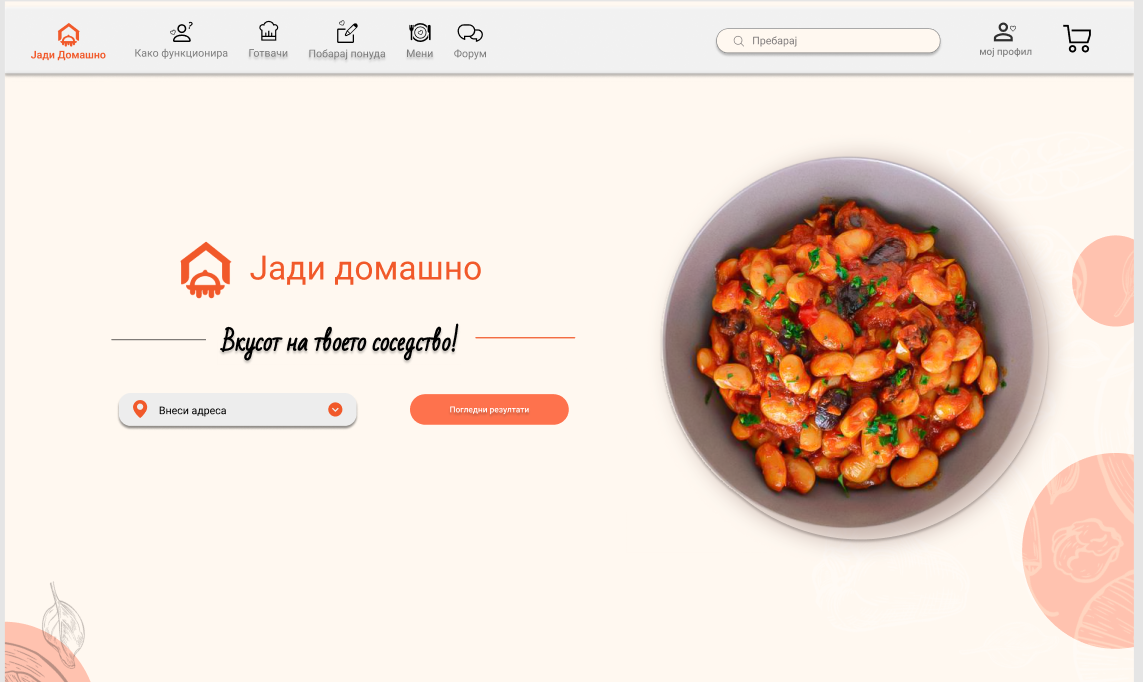 Јади Домашно
Како функционира
Готвачи
Побарај понуда
Мени
Форум
Пребарај
мој профил
Јади домашно
Вкусот на твоето соседство!
Внеси адреса
Погледни резултати